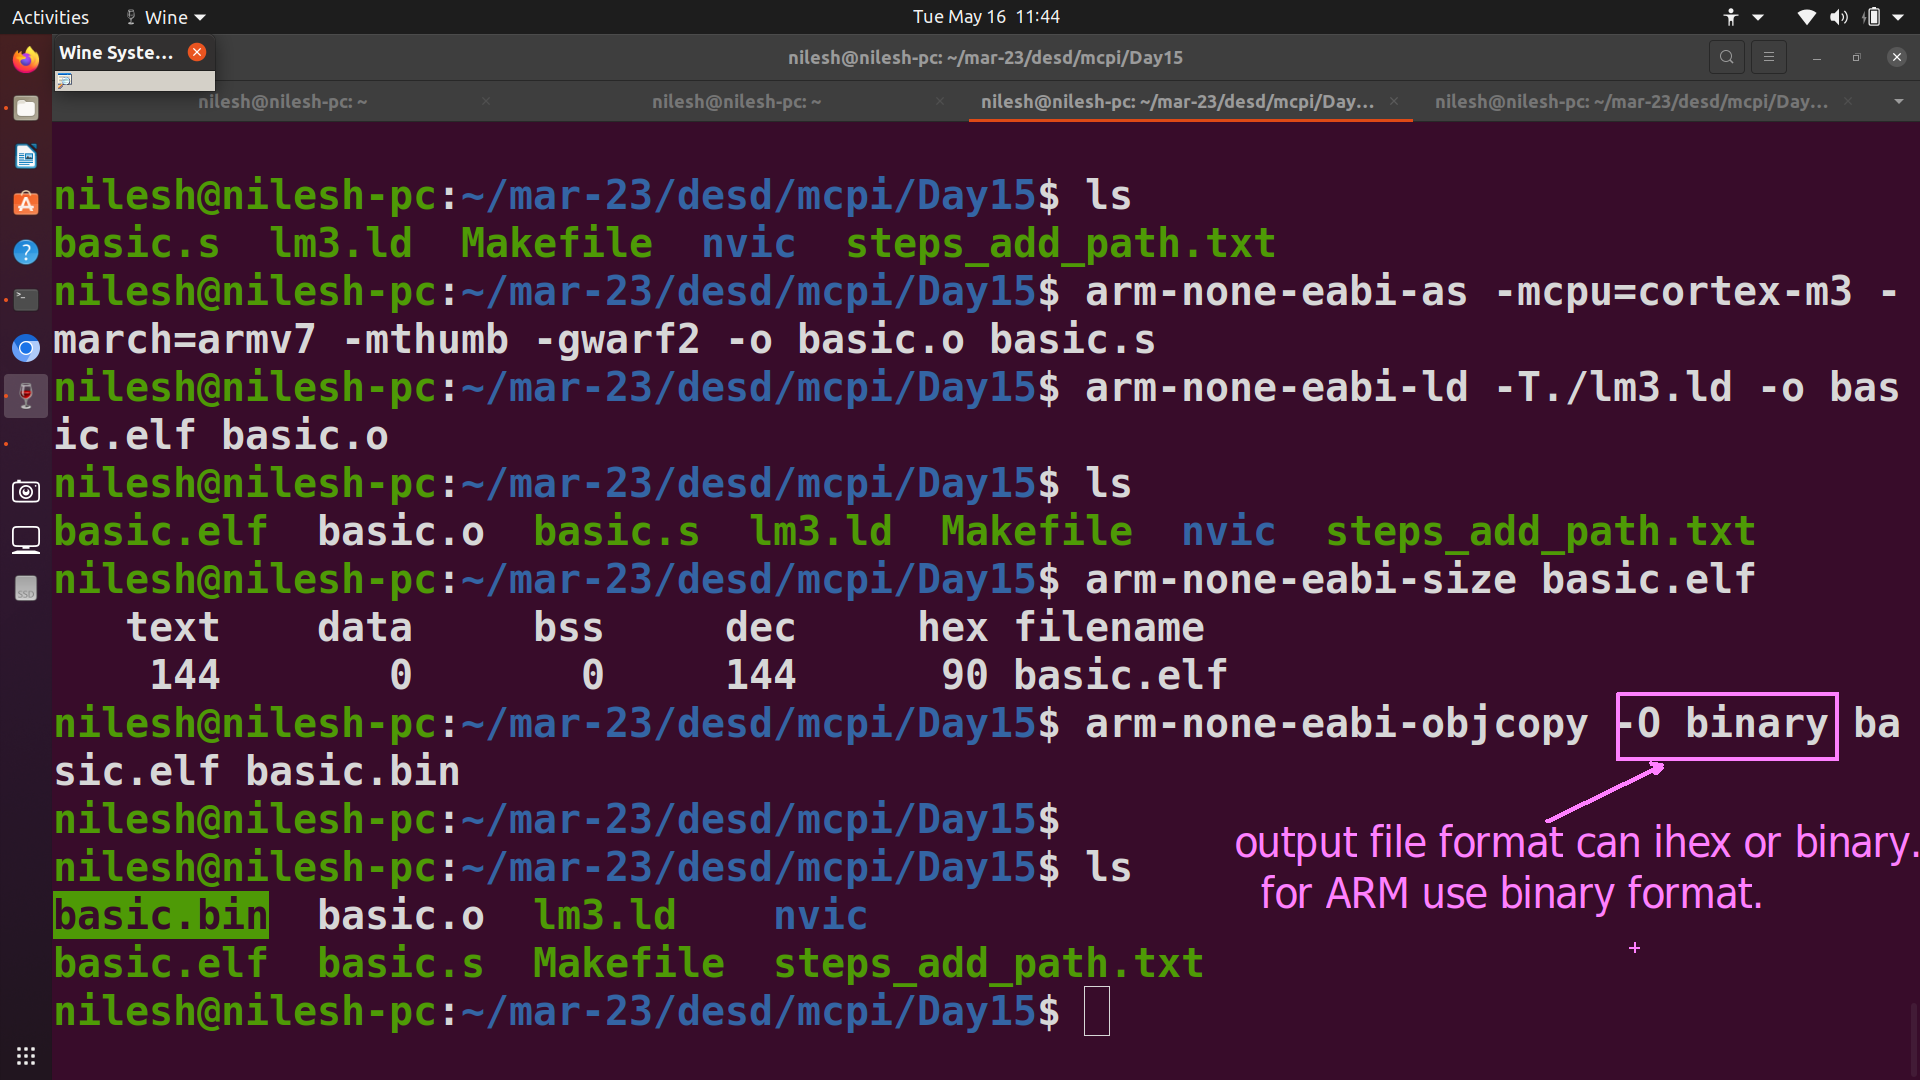 Activities Wine Tue May 16 11:44
Wine Syste...
nilesh@nilesh-pc: ~/mar-23/desd/mcpi/Day15
nilesh@nilesh-pc: ~ nilesh@nilesh-pc: ~ nilesh@nilesh-pc: ~/mar-23/desd/mcpi/Day... nilesh@nilesh-pc: ~/mar-23/desd/mcpi/Day...
nilesh@nilesh-pc:~/mar-23/desd/mcpi/Day15$ ls
basic.s lm3.ld Makefile nvic steps_add_path.txt
nilesh@nilesh-pc:~/mar-23/desd/mcpi/Day15$ arm-none-eabi-as -mcpu=cortex-m3 -
march=armv7 -mthumb -gwarf2 -o basic.o basic.s
nilesh@nilesh-pc:~/mar-23/desd/mcpi/Day15$ arm-none-eabi-ld -T./lm3.ld -o bas
ic.elf basic.o
nilesh@nilesh-pc:~/mar-23/desd/mcpi/Day15$ ls
basic.elf basic.o basic.s lm3.ld Makefile nvic steps_add_path.txt
nilesh@nilesh-pc:~/mar-23/desd/mcpi/Day15$ arm-none-eabi-size basic.elf
text data bss dec hex filename
144 0 0 144 90 basic.elf
nilesh@nilesh-pc:~/mar-23/desd/mcpi/Day15$ arm-none-eabi-objcopy -O binary ba
sic.elf basic.bin
nilesh@nilesh-pc:~/mar-23/desd/mcpi/Day15$
output file format can ihex or binary.
nilesh@nilesh-pc:~/mar-23/desd/mcpi/Day15$ ls
for ARM use binary format.
basic.bin basic.o lm3.ld nvic
basic.elf basic.s Makefile steps_add_path.txt
nilesh@nilesh-pc:~/mar-23/desd/mcpi/Day15$
SSD